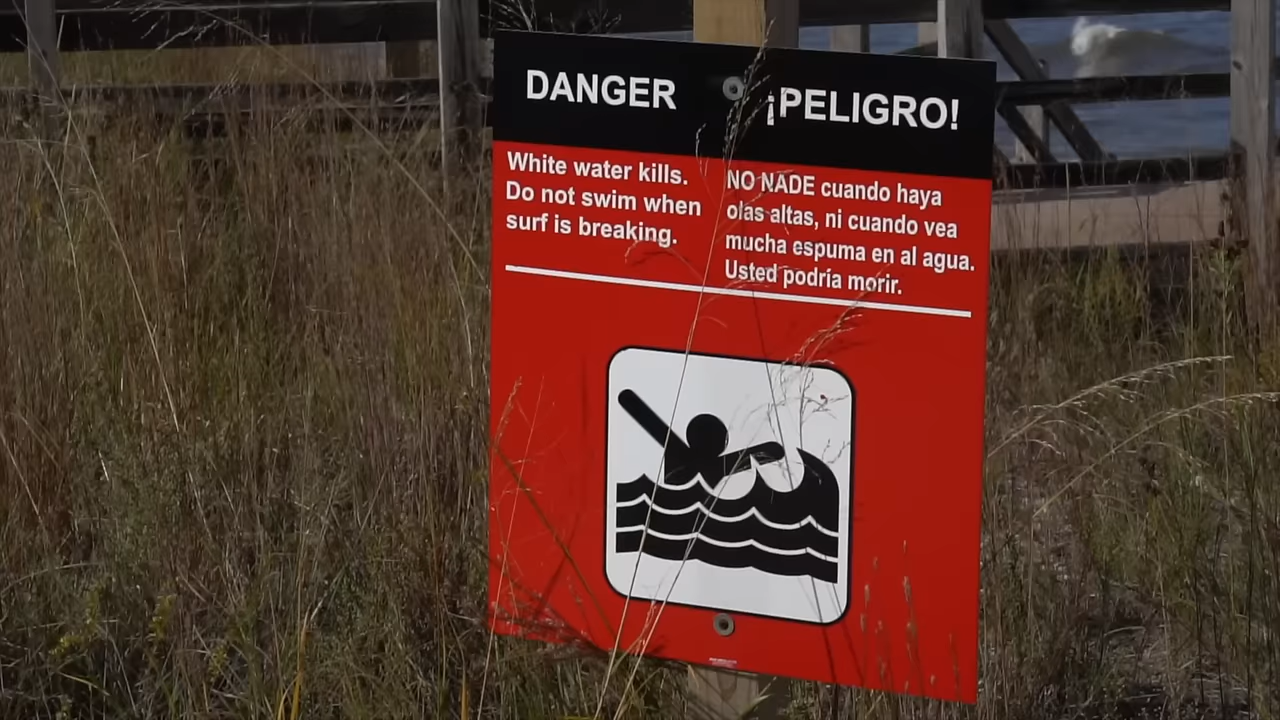 DANGER
White water kills.
Do not swim when
surf is breaking.
¡PELIGRO!
NO NADE cuando haya
olas altas, ni cuando vea
mucha espuma en al agua.
Usted podría morir.